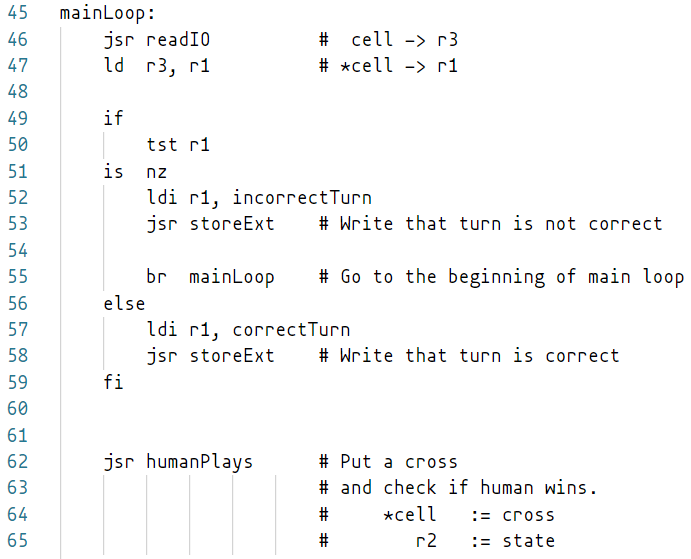 45 mainLoop:
46     jsr readIO          #  cell -> r3
47     ld  r3, r1          # *cell -> r1
48
49     if
50         tst r1
51     is  nz
52         ldi r1, incorrectTurn
53         jsr storeExt    # Write that turn is not correct
54
55         br  mainLoop    # Go to the beginning of main loop
56     else
57         ldi r1, correctTurn
58         jsr storeExt    # Write that turn is correct
59     fi
60
61
62     jsr humanPlays      # Put a cross
63                         # and check if human wins.
64                         #     *cell   := cross
65                         #        r2   := state